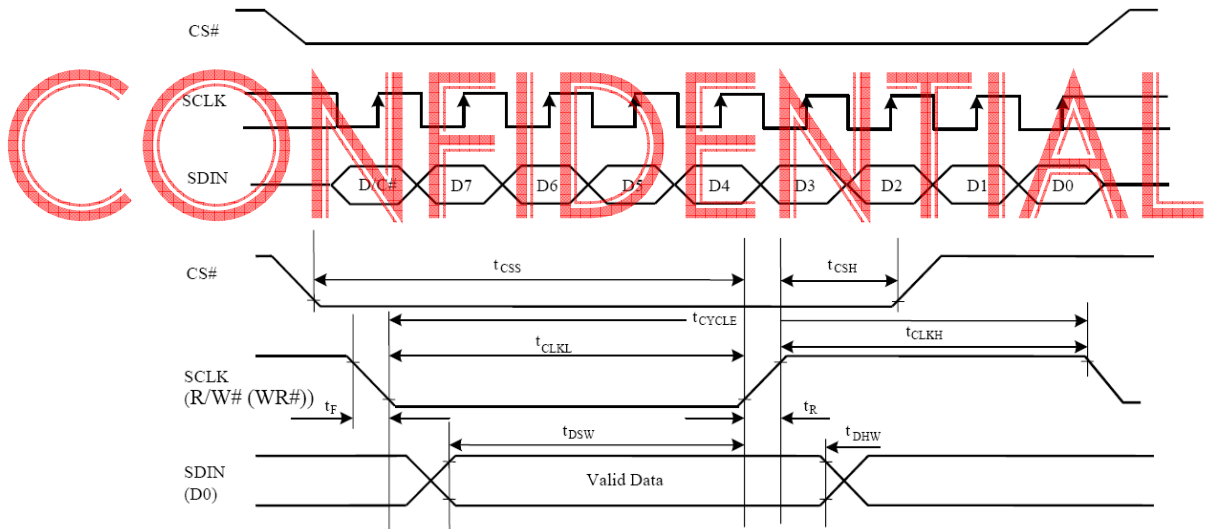 CS#
CONFIDENTIAL
SCLK
SDIN D/C# D7 D6 D5 D4 D3 D2 D1 D0
CS# tCSS tCSH
tCYCLE
tCLKL tCLKH
SCLK
(R/W# (WR#))
tF tR
tDSW tDHW
SDIN
(D0) Valid Data